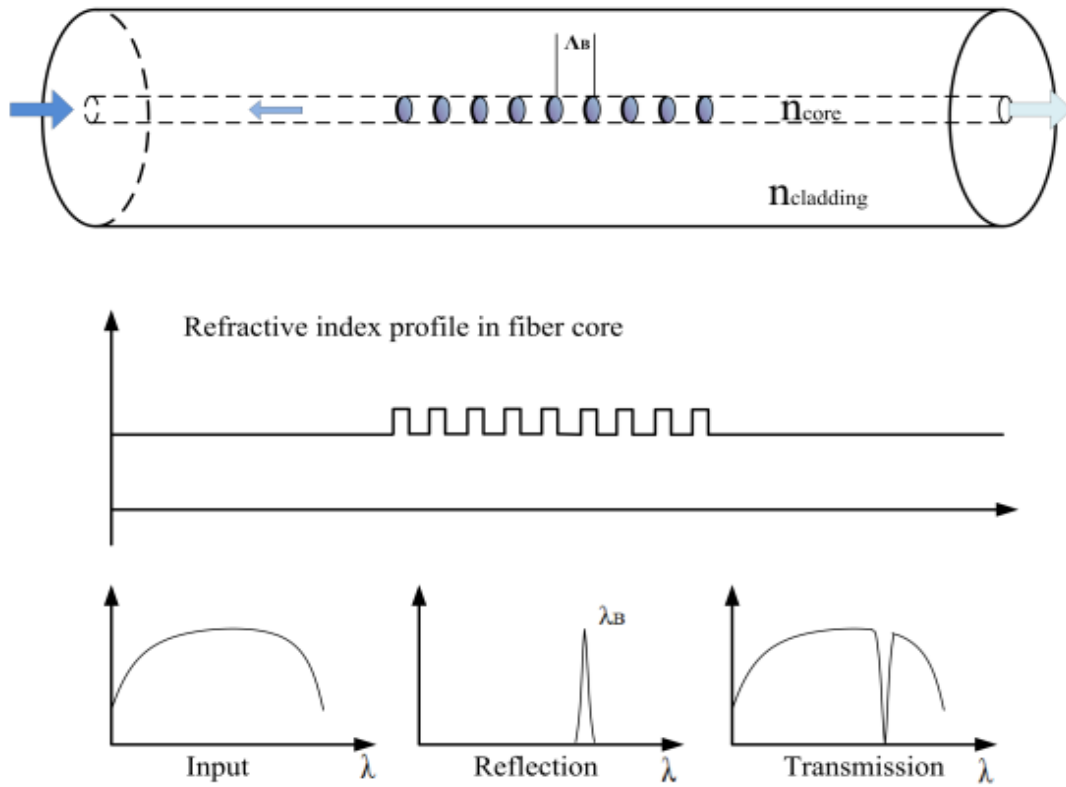 ΛB
ncore
ncladding
Refractive index profile in fiber core
λB
Input λ
Reflection λ
Transmission λ